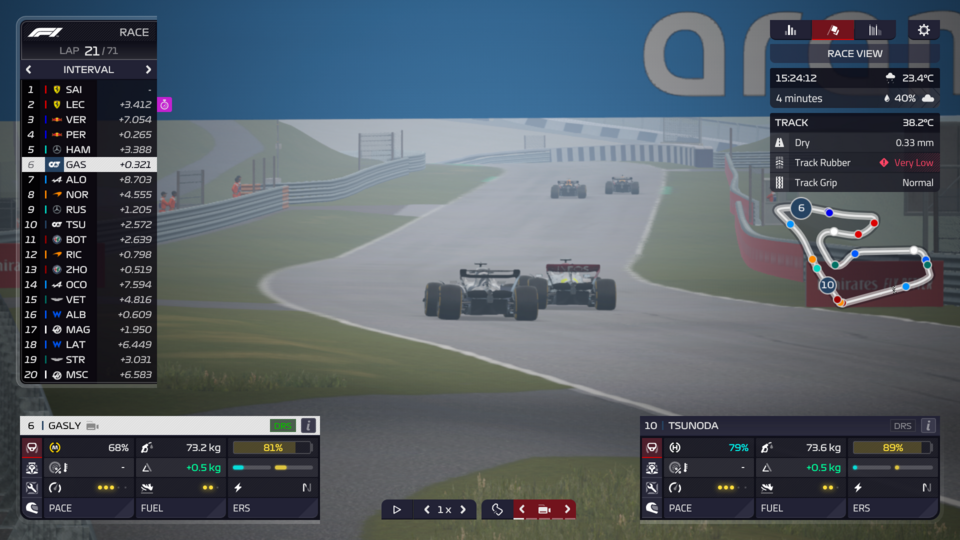 RACE
LAP 21/71
INTERVAL
1 SAI -
2 LEC +3.412
3 VER +7.054
4 PER +0.265
5 HAM +3.388
6 GAS +0.321
7 ALO +8.703
8 NOR +4.555
9 RUS +1.205
10 TSU +2.572
11 BOT +2.639
12 RIC +0.798
13 ZHO +0.519
14 OCO +7.594
15 VET +4.816
16 ALB +0.609
17 MAG +1.950
18 LAT +6.449
19 STR +3.031
20 MSC +6.583
aram
RACE VIEW
15:24:12 23.4°C
4 minutes 40%
TRACK 38.2°C
Dry 0.33 mm
Track Rubber Very Low
Track Grip Normal
6
10
Emirates
6 GASLY DRS i
M 68% 73.2 kg 81%
- +0.5 kg
N
PACE FUEL ERS
1x
10 TSUNODA DRS i
H 79% 73.6 kg 89%
- +0.5 kg
N
PACE FUEL ERS